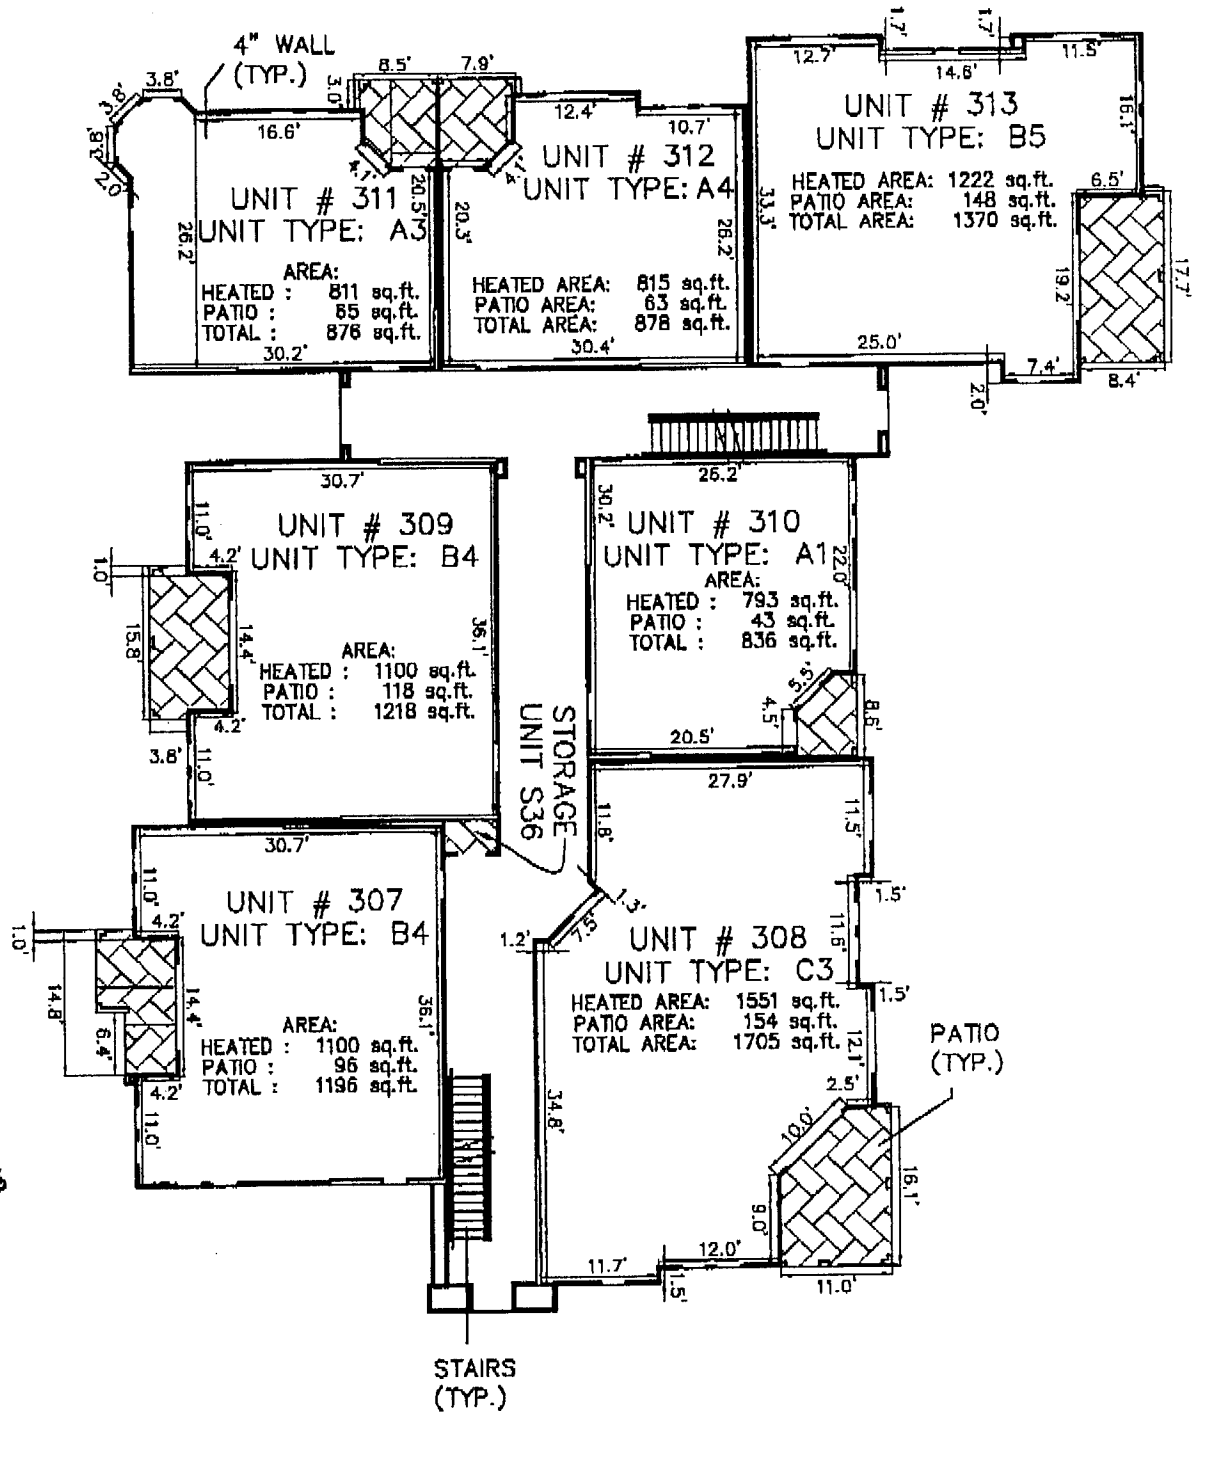 4" WALL
(TYP.)
3.8'
3.8'
3.8'
2.0'
16.6'
8.5'
7.9'
3.0'
4.1'
4.1'
12.4'
10.7'
1.7'
1.7'
12.7'
14.6'
11.5'
16.1'
UNIT # 311
UNIT TYPE: A3
AREA:
HEATED : 811 sq.ft.
PATIO : 65 sq.ft.
TOTAL : 876 sq.ft.
26.2'
20.5'
30.2'
UNIT # 312
UNIT TYPE: A4
HEATED AREA: 815 sq.ft.
PATIO AREA: 63 sq.ft.
TOTAL AREA: 878 sq.ft.
20.3'
26.2'
30.4'
UNIT # 313
UNIT TYPE: B5
HEATED AREA: 1222 sq.ft.
PATIO AREA: 148 sq.ft.
TOTAL AREA: 1370 sq.ft.
33.3'
6.5'
19.2'
17.7'
25.0'
7.4'
8.4'
2.0'
30.7'
11.0'
UNIT # 309
UNIT TYPE: B4
4.2'
1.0'
15.8'
14.4'
36.1'
AREA:
HEATED : 1100 sq.ft.
PATIO : 118 sq.ft.
TOTAL : 1218 sq.ft.
4.2'
3.8'
11.0'
26.2'
30.2'
UNIT # 310
UNIT TYPE: A1
22.0'
AREA:
HEATED : 793 sq.ft.
PATIO : 43 sq.ft.
TOTAL : 836 sq.ft.
5.5'
4.5'
8.6'
20.5'
STORAGE
UNIT S36
30.7'
11.0'
UNIT # 307
UNIT TYPE: B4
4.2'
1.0'
14.8'
6.4'
14.4'
36.1'
AREA:
HEATED : 1100 sq.ft.
PATIO : 96 sq.ft.
TOTAL : 1196 sq.ft.
4.2'
11.0'
27.9'
11.8'
11.5'
1.3'
7.5'
1.2'
1.5'
11.6'
1.5'
UNIT # 308
UNIT TYPE: C3
HEATED AREA: 1551 sq.ft.
PATIO AREA: 154 sq.ft.
TOTAL AREA: 1705 sq.ft.
12.1'
2.5'
34.8'
10.0'
9.0'
16.1'
11.7'
12.0'
1.5'
11.0'
PATIO
(TYP.)
STAIRS
(TYP.)